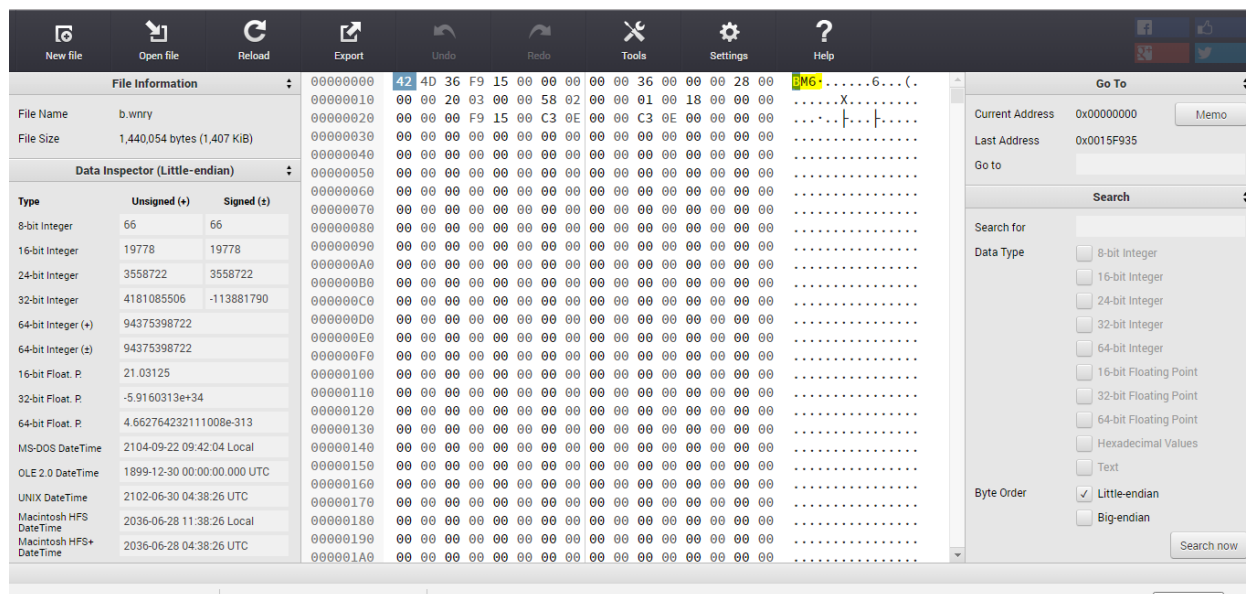 New file Open file Reload Export Undo Redo Tools Settings Help
File Information
File Name b.wnry
File Size 1,440,054 bytes (1,407 KiB)
Data Inspector (Little-endian)
Type Unsigned (+) Signed (±)
8-bit Integer 66 66
16-bit Integer 19778 19778
24-bit Integer 3558722 3558722
32-bit Integer 4181085506 -113881790
64-bit Integer (+) 94375398722
64-bit Integer (±) 94375398722
16-bit Float. P. 21.03125
32-bit Float. P. -5.9160313e+34
64-bit Float. P. 4.662764232111008e-313
MS-DOS DateTime 2104-09-22 09:42:04 Local
OLE 2.0 DateTime 1899-12-30 00:00:00.000 UTC
UNIX DateTime 2102-06-30 04:38:26 UTC
Macintosh HFS DateTime 2036-06-28 11:38:26 Local
Macintosh HFS+ DateTime 2036-06-28 04:38:26 UTC
00000000 42 4D 36 F9 15 00 00 00 00 00 36 00 00 00 28 00 BM6·......6...(.
00000010 00 00 20 03 00 00 58 02 00 00 01 00 18 00 00 00 .. ...X.........
00000020 00 00 00 F9 15 00 C3 0E 00 00 C3 0E 00 00 00 00 ...·..├...├.....
00000030 00 00 00 00 00 00 00 00 00 00 00 00 00 00 00 00 ................
00000040 00 00 00 00 00 00 00 00 00 00 00 00 00 00 00 00 ................
00000050 00 00 00 00 00 00 00 00 00 00 00 00 00 00 00 00 ................
00000060 00 00 00 00 00 00 00 00 00 00 00 00 00 00 00 00 ................
00000070 00 00 00 00 00 00 00 00 00 00 00 00 00 00 00 00 ................
00000080 00 00 00 00 00 00 00 00 00 00 00 00 00 00 00 00 ................
00000090 00 00 00 00 00 00 00 00 00 00 00 00 00 00 00 00 ................
000000A0 00 00 00 00 00 00 00 00 00 00 00 00 00 00 00 00 ................
000000B0 00 00 00 00 00 00 00 00 00 00 00 00 00 00 00 00 ................
000000C0 00 00 00 00 00 00 00 00 00 00 00 00 00 00 00 00 ................
000000D0 00 00 00 00 00 00 00 00 00 00 00 00 00 00 00 00 ................
000000E0 00 00 00 00 00 00 00 00 00 00 00 00 00 00 00 00 ................
000000F0 00 00 00 00 00 00 00 00 00 00 00 00 00 00 00 00 ................
00000100 00 00 00 00 00 00 00 00 00 00 00 00 00 00 00 00 ................
00000110 00 00 00 00 00 00 00 00 00 00 00 00 00 00 00 00 ................
00000120 00 00 00 00 00 00 00 00 00 00 00 00 00 00 00 00 ................
00000130 00 00 00 00 00 00 00 00 00 00 00 00 00 00 00 00 ................
00000140 00 00 00 00 00 00 00 00 00 00 00 00 00 00 00 00 ................
00000150 00 00 00 00 00 00 00 00 00 00 00 00 00 00 00 00 ................
00000160 00 00 00 00 00 00 00 00 00 00 00 00 00 00 00 00 ................
00000170 00 00 00 00 00 00 00 00 00 00 00 00 00 00 00 00 ................
00000180 00 00 00 00 00 00 00 00 00 00 00 00 00 00 00 00 ................
00000190 00 00 00 00 00 00 00 00 00 00 00 00 00 00 00 00 ................
000001A0 00 00 00 00 00 00 00 00 00 00 00 00 00 00 00 00 ................
Go To
Current Address 0x00000000 Memo
Last Address 0x0015F935
Go to
Search
Search for
Data Type 8-bit Integer
16-bit Integer
24-bit Integer
32-bit Integer
64-bit Integer
16-bit Floating Point
32-bit Floating Point
64-bit Floating Point
Hexadecimal Values
Text
Byte Order Little-endian
Big-endian
Search now